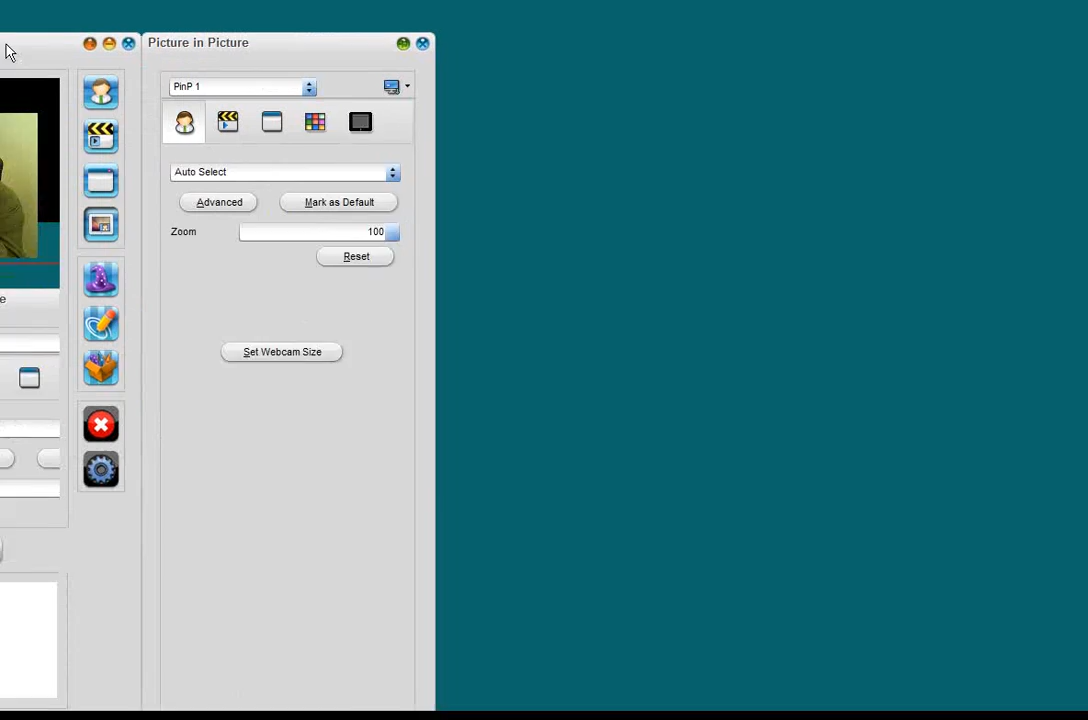 Picture in Picture
PinP 1
Auto Select
Advanced
Mark as Default
Zoom
100
Reset
e
Set Webcam Size